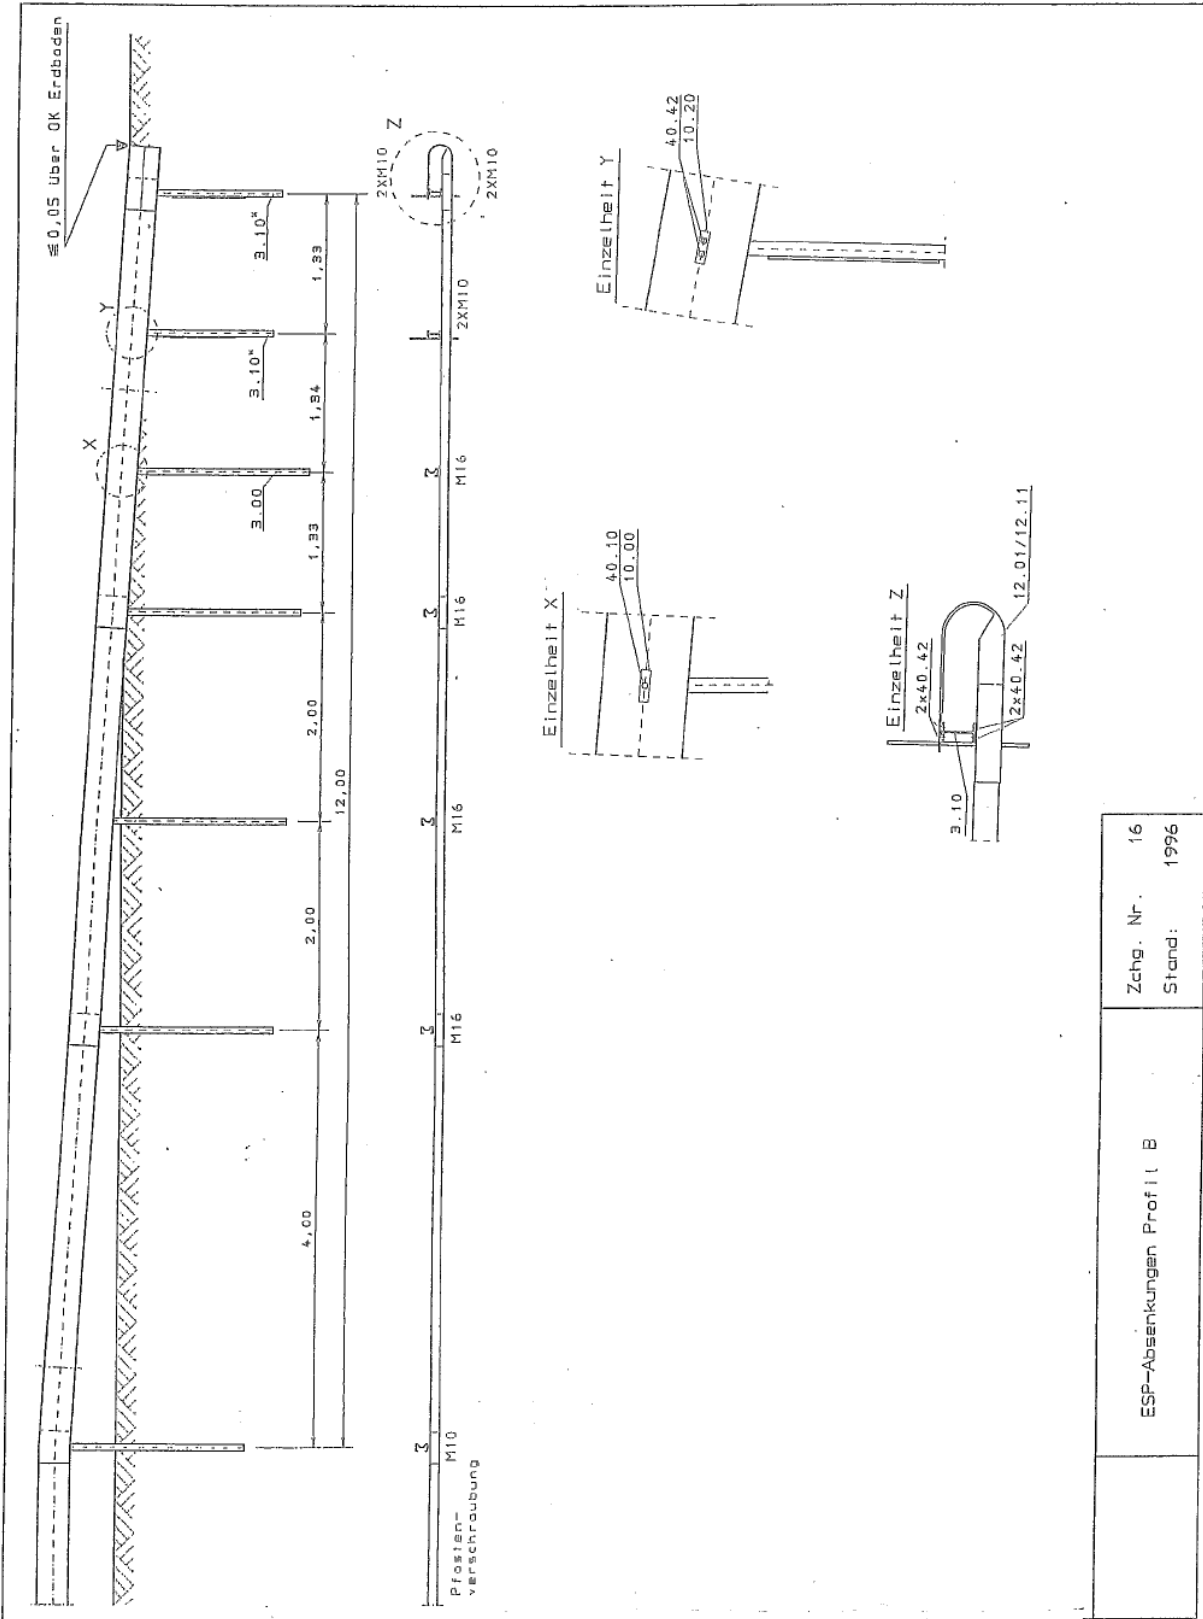 ≦0,05 über OK Erdboden
X
Y
3.00
3.10*
3.10*
4,00
2,00
2,00
1,33
1,34
1,33
12,00
Z
2XM10
2XM10
2XM10
M10
M16
M16
M16
M16
Pfosten-
verschraubung
Einzelheit X
40.10
10.00
Einzelheit Y
40.42
10.20
Einzelheit Z
2x40.42
2x40.42
3.10
12.01/12.11
ESP-Absenkungen Profil B
Zchg. Nr. 16
Stand: 1996